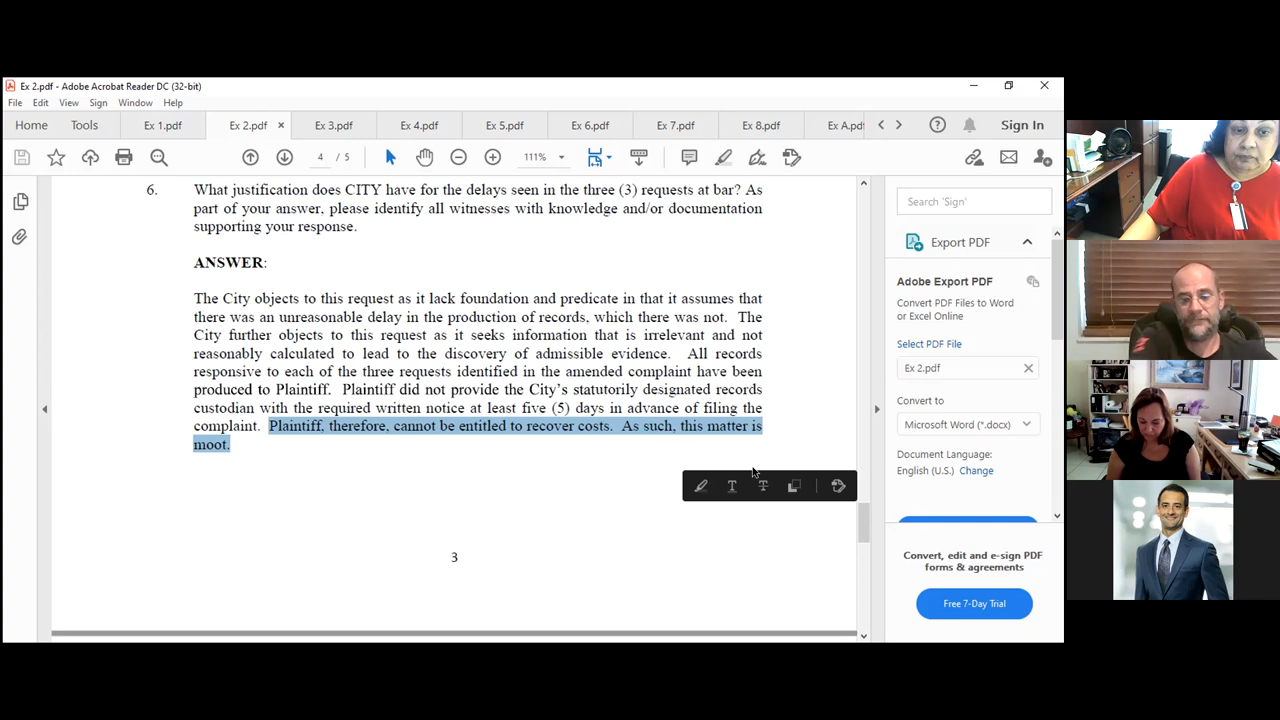 Ex 2.pdf - Adobe Acrobat Reader DC (32-bit)
File Edit View Sign Window Help
Home Tools Ex 1.pdf Ex 2.pdf × Ex 3.pdf Ex 4.pdf Ex 5.pdf Ex 6.pdf Ex 7.pdf Ex 8.pdf Ex A.pdf Sign In
4 / 5 111%
6. What justification does CITY have for the delays seen in the three (3) requests at bar? As
part of your answer, please identify all witnesses with knowledge and/or documentation
supporting your response.
ANSWER:
The City objects to this request as it lack foundation and predicate in that it assumes that
there was an unreasonable delay in the production of records, which there was not. The
City further objects to this request as it seeks information that is irrelevant and not
reasonably calculated to lead to the discovery of admissible evidence. All records
responsive to each of the three requests identified in the amended complaint have been
produced to Plaintiff. Plaintiff did not provide the City's statutorily designated records
custodian with the required written notice at least five (5) days in advance of filing the
complaint. Plaintiff, therefore, cannot be entitled to recover costs. As such, this matter is
moot.
3
Search 'Sign'
Export PDF
Adobe Export PDF
Convert PDF Files to Word
or Excel Online
Select PDF File
Ex 2.pdf
Convert to
Microsoft Word (*.docx)
Document Language:
English (U.S.) Change
Convert, edit and e-sign PDF
forms & agreements
Free 7-Day Trial